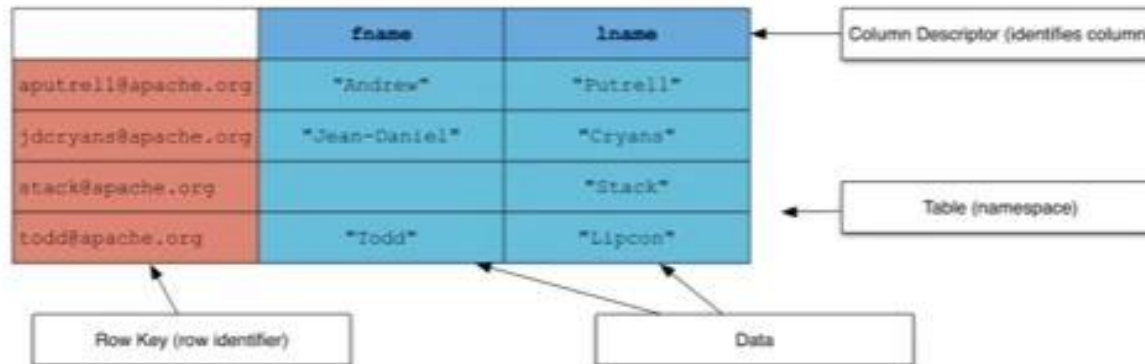 fname lname
Column Descriptor (identifies column
aputrell@apache.org "Andrew" "Putrell"
jdcryans@apache.org "Jean-Daniel" "Cryans"
stack@apache.org "Stack"
Table (namespace)
todd@apache.org "Todd" "Lipcon"
Row Key (row identifier)
Data